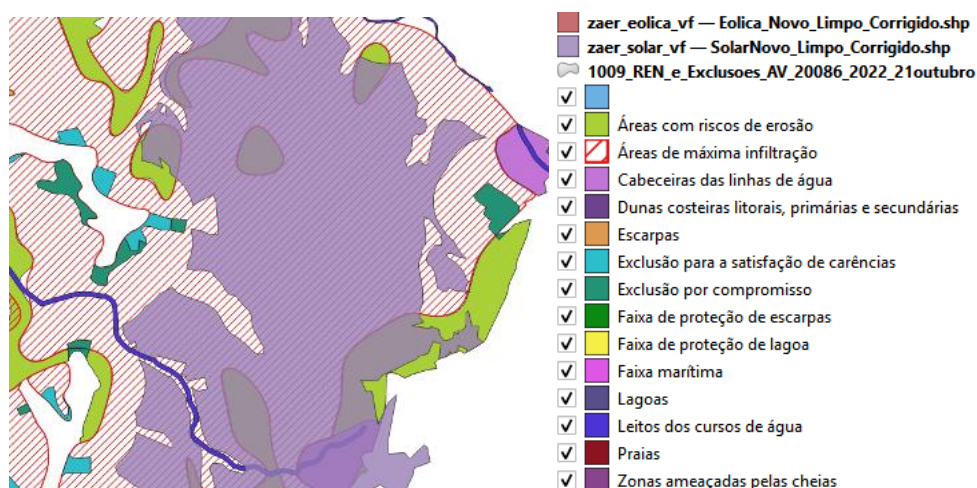 zaer_eolica_vf — Eolica_Novo_Limpo_Corrigido.shp
zaer_solar_vf — SolarNovo_Limpo_Corrigido.shp
1009_REN_e_Exclusoes_AV_20086_2022_21outubro
Áreas com riscos de erosão
Áreas de máxima infiltração
Cabeceiras das linhas de água
Dunas costeiras litorais, primárias e secundárias
Escarpas
Exclusão para a satisfação de carências
Exclusão por compromisso
Faixa de proteção de escarpas
Faixa de proteção de lagoa
Faixa marítima
Lagoas
Leitos dos cursos de água
Praias
Zonas ameaçadas pelas cheias